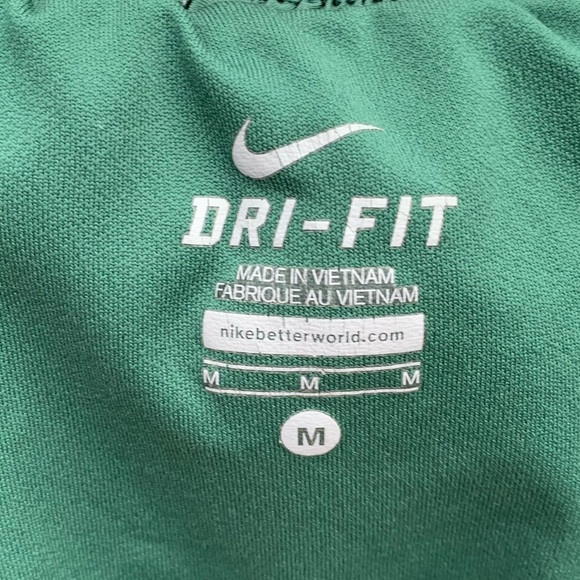 DRI-FIT
MADE IN VIETNAM
FABRIQUE AU VIETNAM
nikebetterworld.com
M M M
M